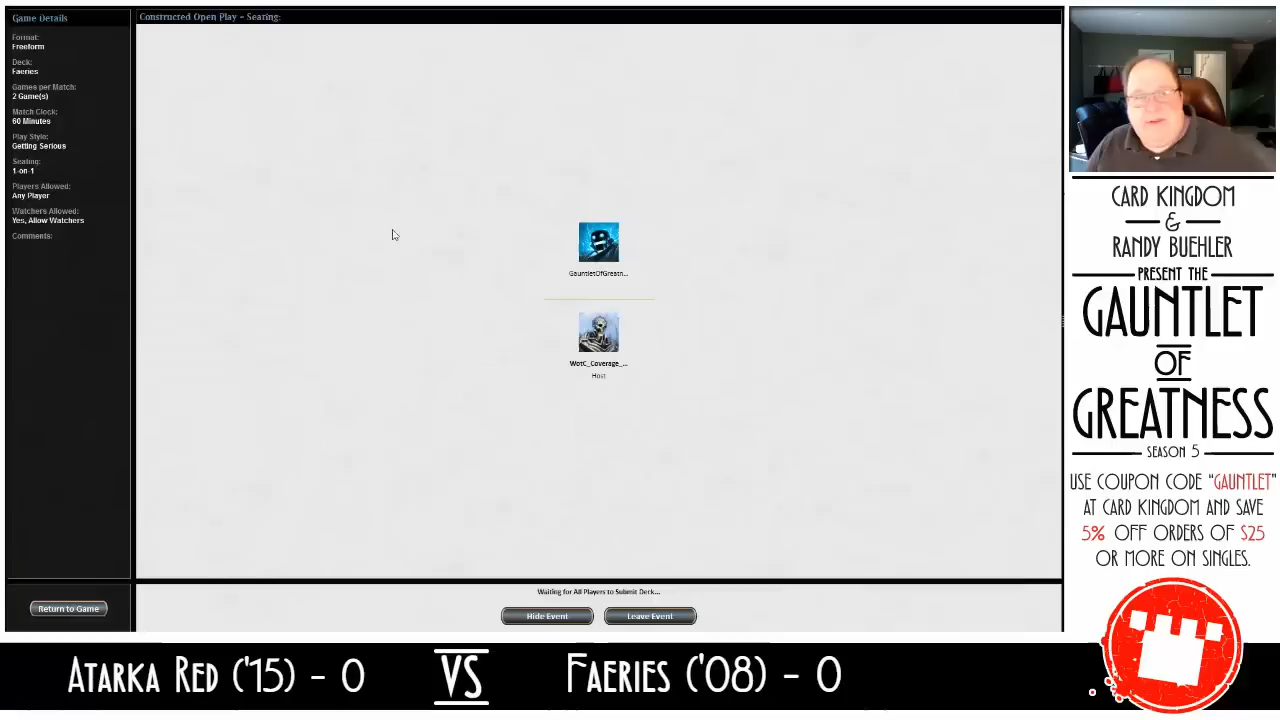 Game Details
Format:
Freeform
Deck:
Faeries
Games per Match:
2 Game(s)
Match Clock:
60 Minutes
Play Style:
Getting Serious
Seating:
1-on-1
Players Allowed:
Any Player
Watchers Allowed:
Yes, Allow Watchers
Comments:
Return to Game
Constructed Open Play - Seating:
GauntletOfGreatn...
WotC_Coverage_...
Host
Waiting for All Players to Submit Deck...
Hide Event
Leave Event
CARD KINGDOM
&
RANDY BUEHLER
PRESENT THE
GAUNTLET
OF
GREATNESS
SEASON 5
USE COUPON CODE "GAUNTLET"
AT CARD KINGDOM AND SAVE
5% OFF ORDERS OF $25
OR MORE ON SINGLES.
ATARKA RED ('15) - 0
VS
FAERIES ('08) - 0